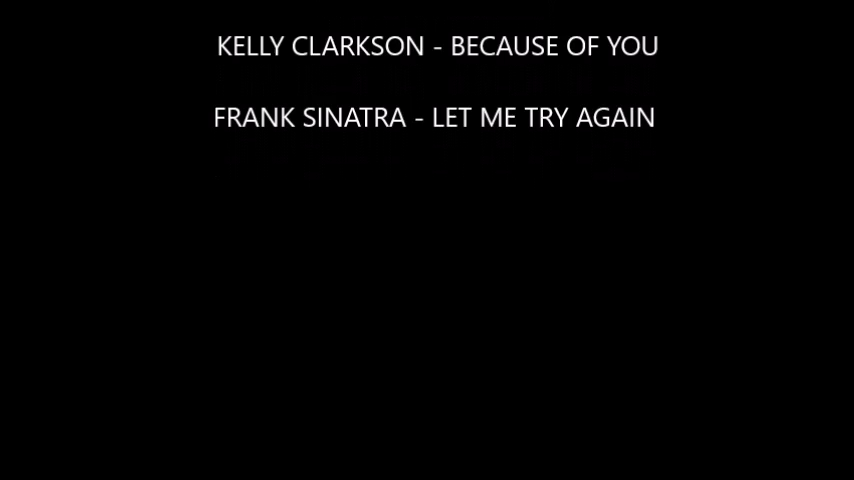 KELLY CLARKSON - BECAUSE OF YOU
FRANK SINATRA - LET ME TRY AGAIN